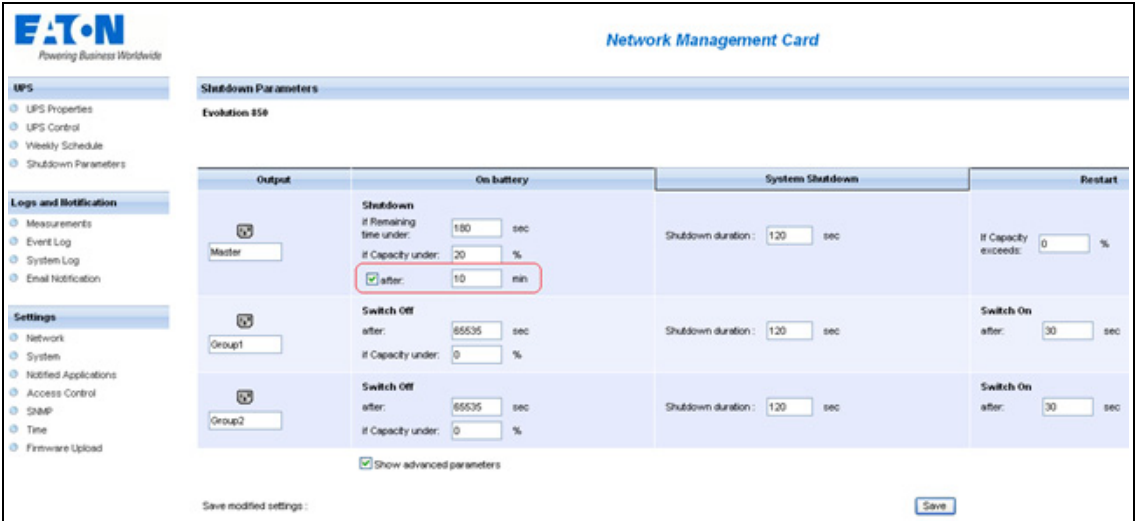 EATON
Powering Business Worldwide
Network Management Card
UPS
UPS Properties
UPS Control
Weekly Schedule
Shutdown Parameters
Logs and Notification
Measurements
Event Log
System Log
Email Notification
Settings
Network
System
Notified Applications
Access Control
SNMP
Time
Firmware Upload
Shutdown Parameters
Evolution 850
Output On battery System Shutdown Restart
Master
Shutdown
if Remaining
time under: 180 sec
if Capacity under: 20 %
after: 10 min
Shutdown duration : 120 sec
If Capacity
exceeds: 0 %
Group1
Switch Off
after: 65535 sec
if Capacity under: 0 %
Shutdown duration : 120 sec
Switch On
after: 30 sec
Group2
Switch Off
after: 65535 sec
if Capacity under: 0 %
Shutdown duration : 120 sec
Switch On
after: 30 sec
Show advanced parameters
Save modified settings : Save